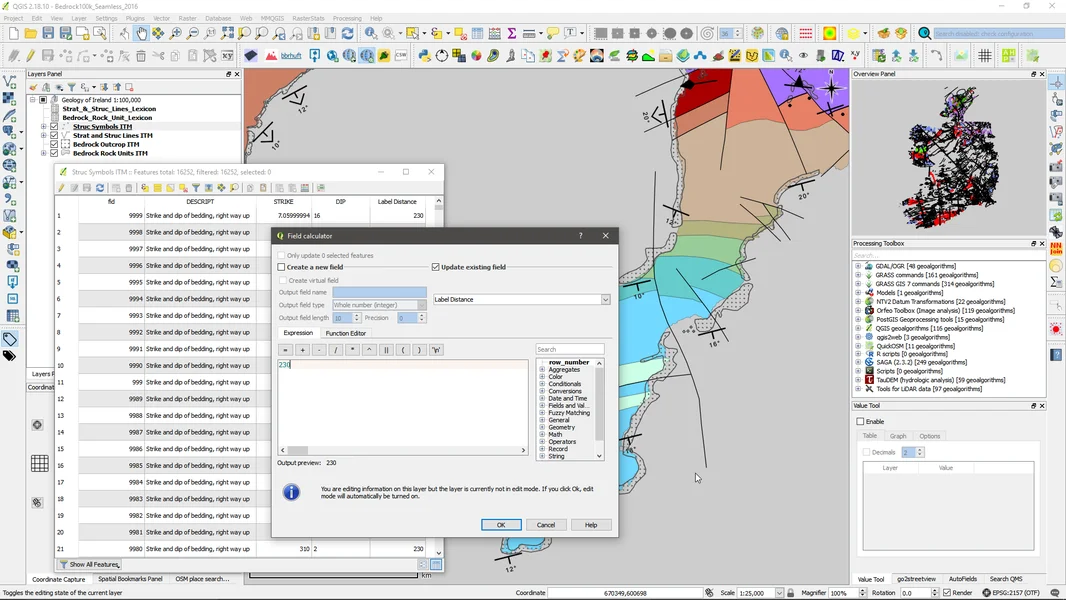 QGIS 2.18.10 - Bedrock100k_Seamless_2016
Project Edit View Layer Settings Plugins Vector Raster Database Web MMQGIS RasterStats Processing Help
Layers Panel
Geology of Ireland 1:100,000
Strat_&_Struc_Lines_Lexicon
Bedrock_Rock_Unit_Lexicon
Struc Symbols ITM
Strat and Struc Lines ITM
Bedrock Outcrop ITM
Bedrock Rock Units ITM
Struc Symbols ITM :: Features total: 16252, filtered: 16252, selected: 0
fid DESCRIPT STRIKE DIP Label Distance
1 9999 Strike and dip of bedding, right way up 7.05999994 16 230
2 9998 Strike and dip of bedding, right way up
3 9997 Strike and dip of bedding, right way up
4 9996 Strike and dip of bedding, right way up
5 9995 Strike and dip of bedding, right way up
6 9994 Strike and dip of bedding, right way up
7 9993 Strike and dip of bedding, right way up
8 9992 Strike and dip of bedding, right way up
9 9991 Strike and dip of bedding, right way up
10 9990 Strike and dip of bedding, right way up
11 999 Strike and dip of bedding, right way up
12 9989 Strike and dip of bedding, right way up
13 9988 Strike and dip of bedding, right way up
14 9987 Strike and dip of bedding, right way up
15 9986 Strike and dip of bedding, right way up
16 9985 Strike and dip of bedding, right way up
17 9984 Strike and dip of bedding, right way up
18 9983 Strike and dip of bedding, right way up
19 9982 Strike and dip of bedding, right way up
20 9981 Strike and dip of bedding, right way up
21 9980 Strike and dip of bedding, right way up 310 2 230
Show All Features
Field calculator
Only update 0 selected features
Create a new field
Update existing field
Create virtual field
Output field name
Output field type Whole number (integer)
Output field length 10 Precision 0
Label Distance
Expression Function Editor
= + - / * ^ || ( ) '\n'
230
Output preview: 230
Search
row_number
Aggregates
Color
Conditionals
Conversions
Date and Time
Fields and Val...
Fuzzy Matching
General
Geometry
Math
Operators
Record
String
You are editing information on this layer but the layer is currently not in edit mode. If you click Ok, edit
mode will automatically be turned on.
OK Cancel Help
12°
10°
20°
20°
12°
10°
16°
12°
km
Overview Panel
Processing Toolbox
Search...
GDAL/OGR [48 geoalgorithms]
GRASS commands [161 geoalgorithms]
GRASS GIS 7 commands [314 geoalgorithms]
Models [1 geoalgorithms]
NTV2 Datum Transformations [22 geoalgorithms]
Orfeo Toolbox (Image analysis) [119 geoalgorithms]
PostGIS Geoprocessing tools [15 geoalgorithms]
QGIS geoalgorithms [116 geoalgorithms]
qgis2web [3 geoalgorithms]
QuickOSM [11 geoalgorithms]
R scripts [0 geoalgorithms]
SAGA (2.3.2) [249 geoalgorithms]
Scripts [0 geoalgorithms]
TauDEM (hydrologic analysis) [59 geoalgorithms]
Tools for LiDAR data [97 geoalgorithms]
Value Tool
Enable
Table Graph Options
Decimals 2
Layer Value
Coordinate Capture Spatial Bookmarks Panel OSM place search...
Value Tool go2streetview AutoFields Search QMS
Toggles the editing state of the current layer
Coordinate 670349,600698 Scale 1:25,000 Magnifier 100% Rotation 0.0 Render EPSG:2157 (OTF)